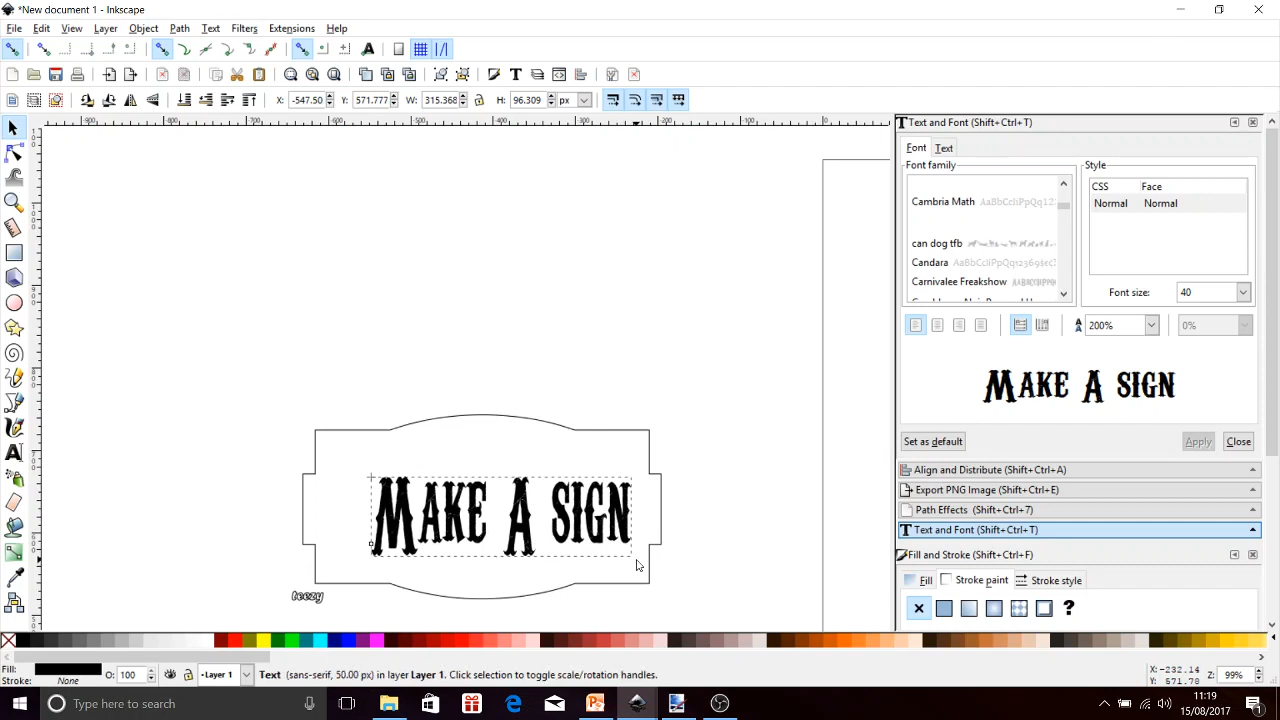 *New document 1 - Inkscape
File Edit View Layer Object Path Text Filters Extensions Help
X: -547.50 Y: 571.777 W: 315.368 H: 96.309 px
Text and Font (Shift+Ctrl+T)
Font Text
Font family Style
CSS Face
Cambria Math AaBbCcIiPpQq12
Normal Normal
can dog tfb
Candara AaBbCcIiPpQq12369$€
Carnivalee Freakshow
Font size: 40
200% 0%
MAKE A SIGN
Set as default Apply Close
Align and Distribute (Shift+Ctrl+A)
Export PNG Image (Shift+Ctrl+E)
Path Effects (Shift+Ctrl+7)
Text and Font (Shift+Ctrl+T)
Fill and Stroke (Shift+Ctrl+F)
Fill Stroke paint Stroke style
?
MAKE A SIGN
teezy
Fill:
Stroke: None
O: 100
Layer 1
Text (sans-serif, 50.00 px) in layer Layer 1. Click selection to toggle scale/rotation handles.
X: -232.14
Y: 571.78
Z: 99%
Type here to search
11:19
15/08/2017